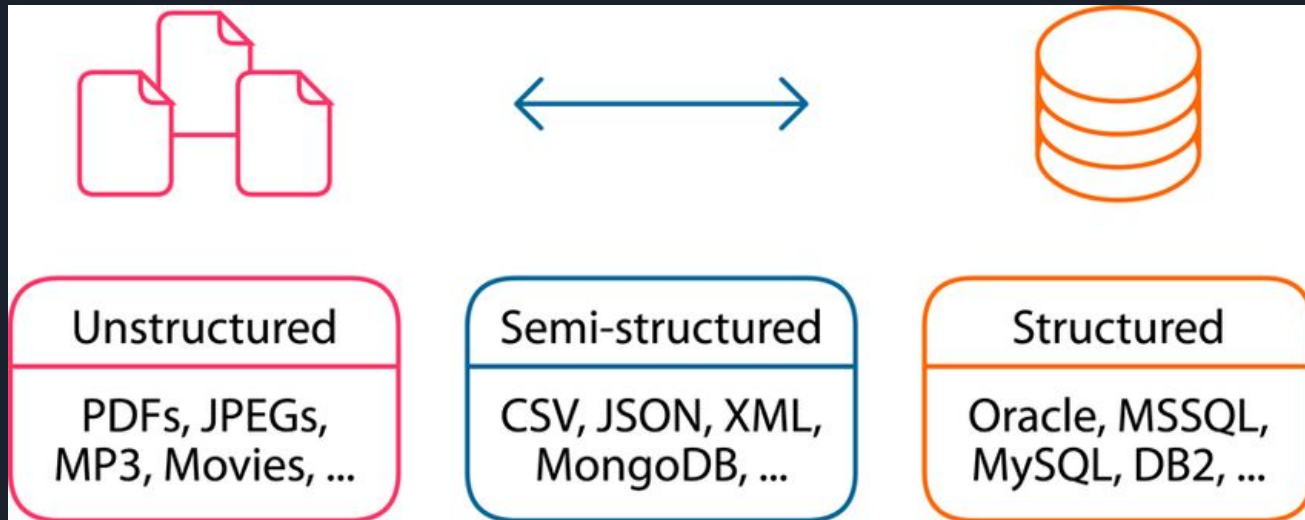 Unstructured
PDFs, JPEGs,
MP3, Movies, ...
Semi-structured
CSV, JSON, XML,
MongoDB, ...
Structured
Oracle, MSSQL,
MySQL, DB2, ...